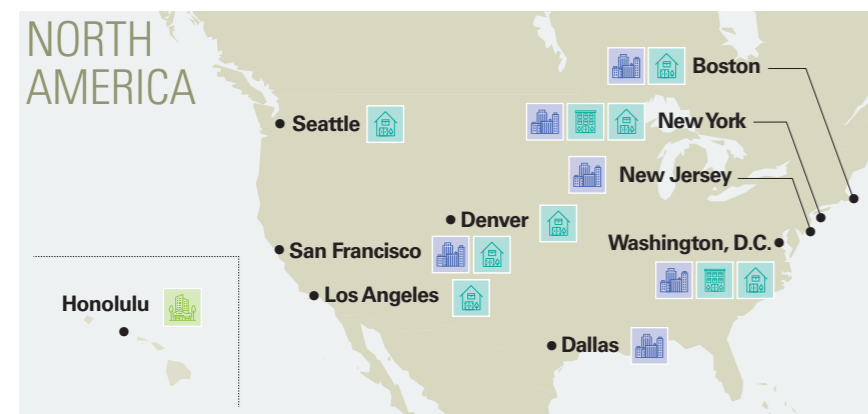 NORTH
AMERICA
Boston
Seattle
New York
New Jersey
Denver
Washington, D.C.
San Francisco
Los Angeles
Honolulu
Dallas